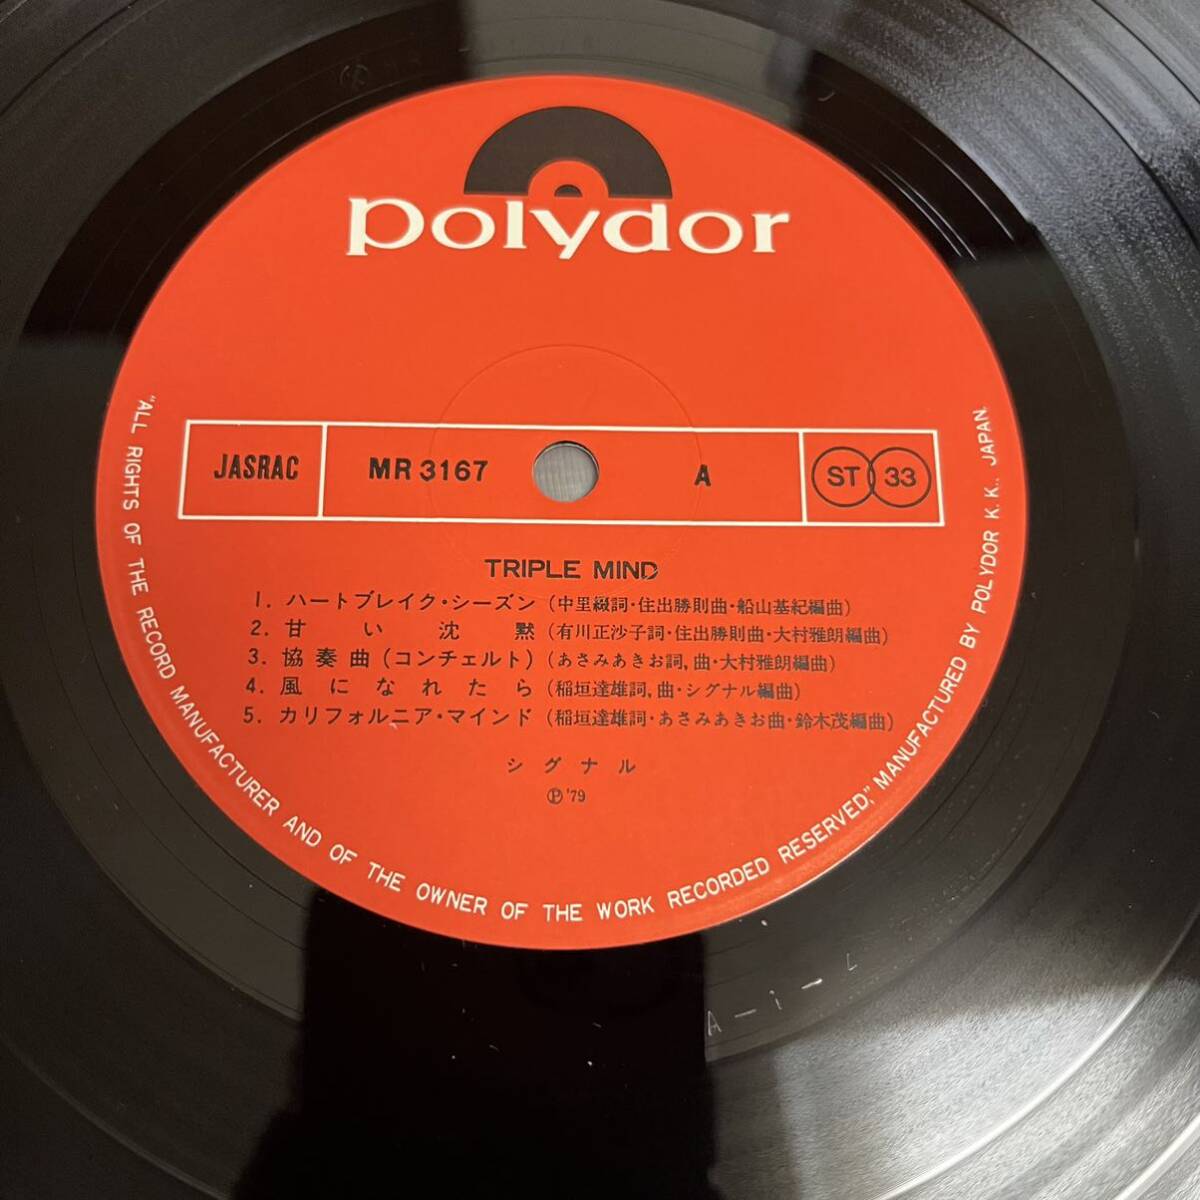 polydor
JASRAC MR 3167 A ST 33
TRIPLE MIND
1. ハートブレイク・シーズン (中里綴詞・住出勝則曲・船山基紀編曲)
2. 甘い沈黙 (有川正沙子詞・住出勝則曲・大村雅朗編曲)
3. 協奏曲(コンチェルト) (あさみあきお詞,曲・大村雅朗編曲)
4. 風になれたら (稲垣達雄詞,曲・シグナル編曲)
5. カリフォルニア・マインド (稲垣達雄詞・あさみあきお曲・鈴木茂編曲)
シグナル
Ⓟ'79
"ALL RIGHTS OF THE RECORD MANUFACTURER AND OF THE OWNER OF THE WORK RECORDED RESERVED," MANUFACTURED BY POLYDOR K.K., JAPAN.
A-1-L